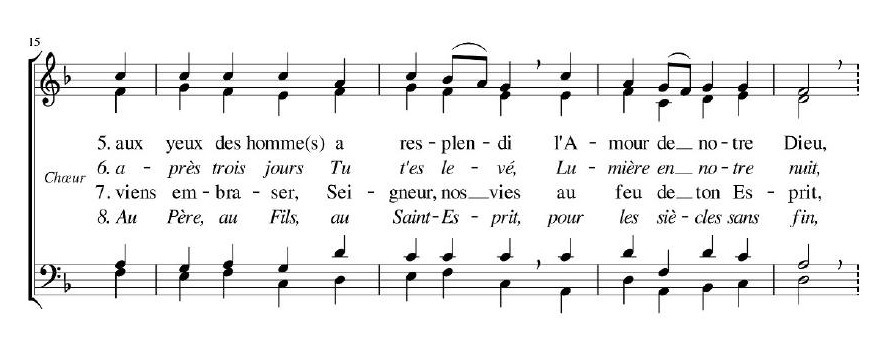 15
5. aux yeux des homme(s) a res - plen - di l'A - mour de_ no - tre Dieu,
6. a - près trois jours Tu t'es le - vé, Lu - mière en_ no - tre nuit,
Chœur
7. viens em - bra - ser, Sei - gneur, nos_ vies au feu de_ ton Es - prit,
8. Au Père, au Fils, au Saint-Es - prit, pour les siè - cles sans fin,